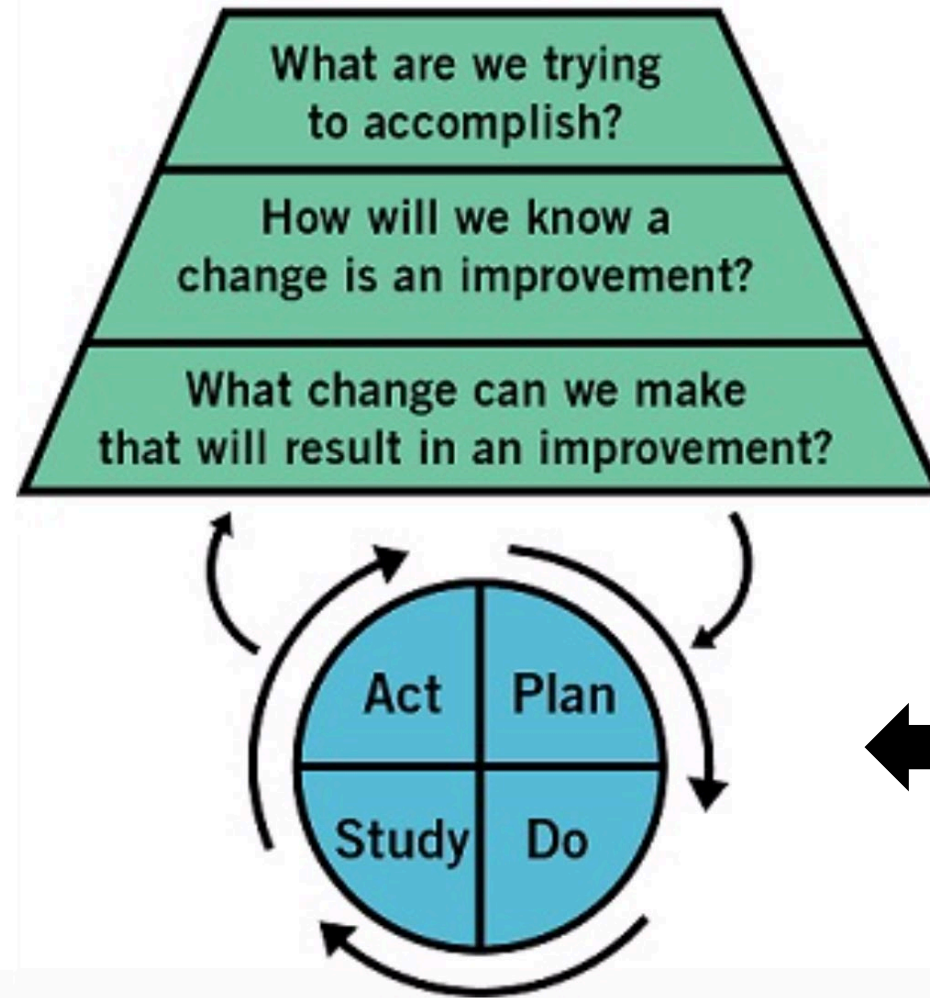 What are we trying
to accomplish?
How will we know a
change is an improvement?
What change can we make
that will result in an improvement?
Act
Plan
Study
Do